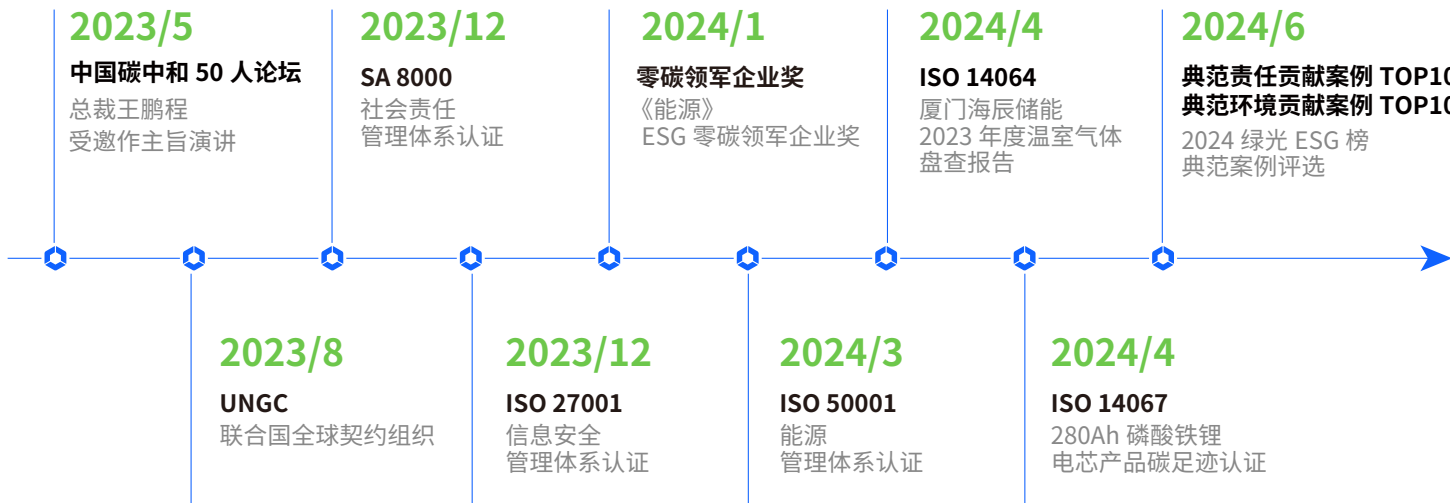 2023/5
中国碳中和 50 人论坛
总裁王鹏程
受邀作主旨演讲
2023/12
SA 8000
社会责任
管理体系认证
2024/1
零碳领军企业奖
《能源》
ESG 零碳领军企业奖
2024/4
ISO 14064
厦门海辰储能
2023 年度温室气体
盘查报告
2024/6
典范责任贡献案例 TOP10
典范环境贡献案例 TOP10
2024 绿光 ESG 榜
典范案例评选
2023/8
UNGC
联合国全球契约组织
2023/12
ISO 27001
信息安全
管理体系认证
2024/3
ISO 50001
能源
管理体系认证
2024/4
ISO 14067
280Ah 磷酸铁锂
电芯产品碳足迹认证